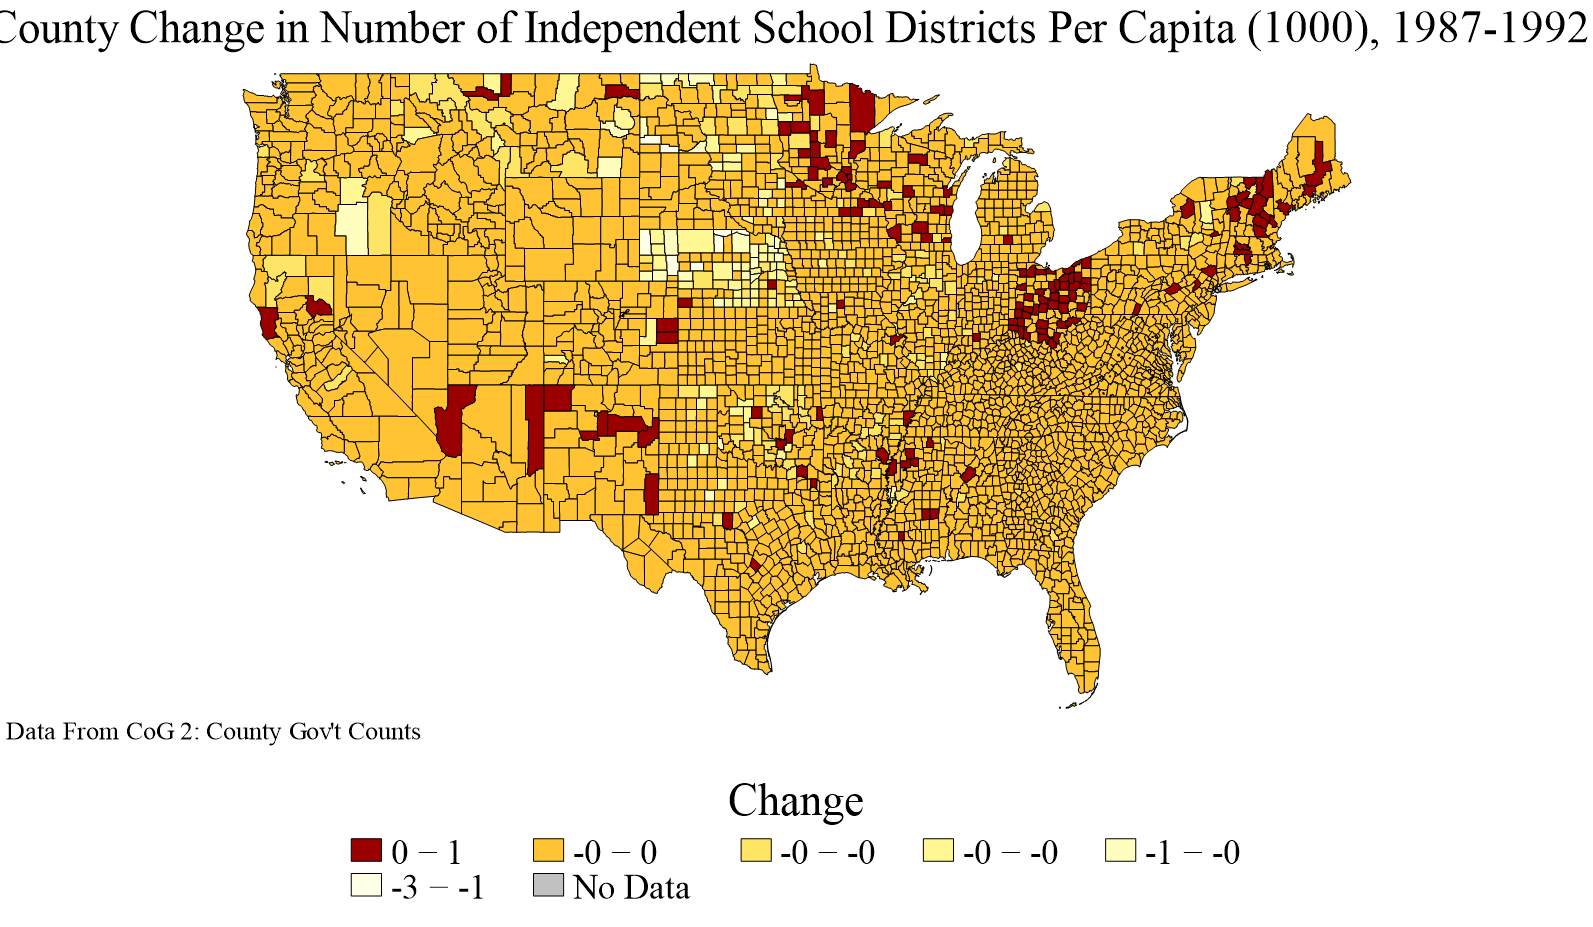 County Change in Number of Independent School Districts Per Capita (1000), 1987-1992
Data From CoG 2: County Gov't Counts
Change
0 − 1
-0 − 0
-0 − -0
-0 − -0
-1 − -0
-3 − -1
No Data